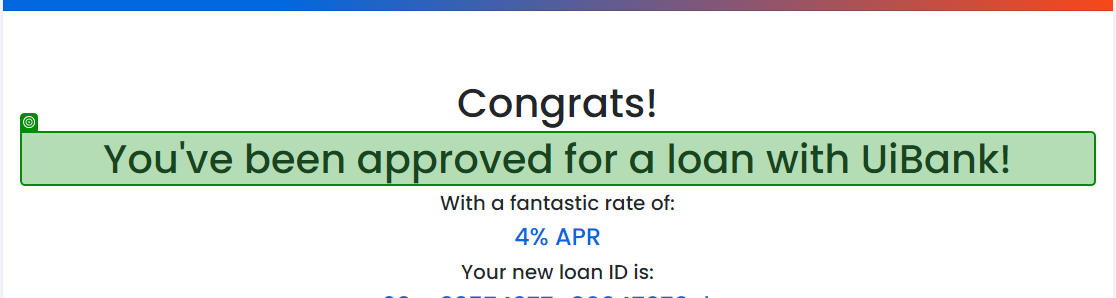 Congrats!
You've been approved for a loan with UiBank!
With a fantastic rate of:
4% APR
Your new loan ID is: